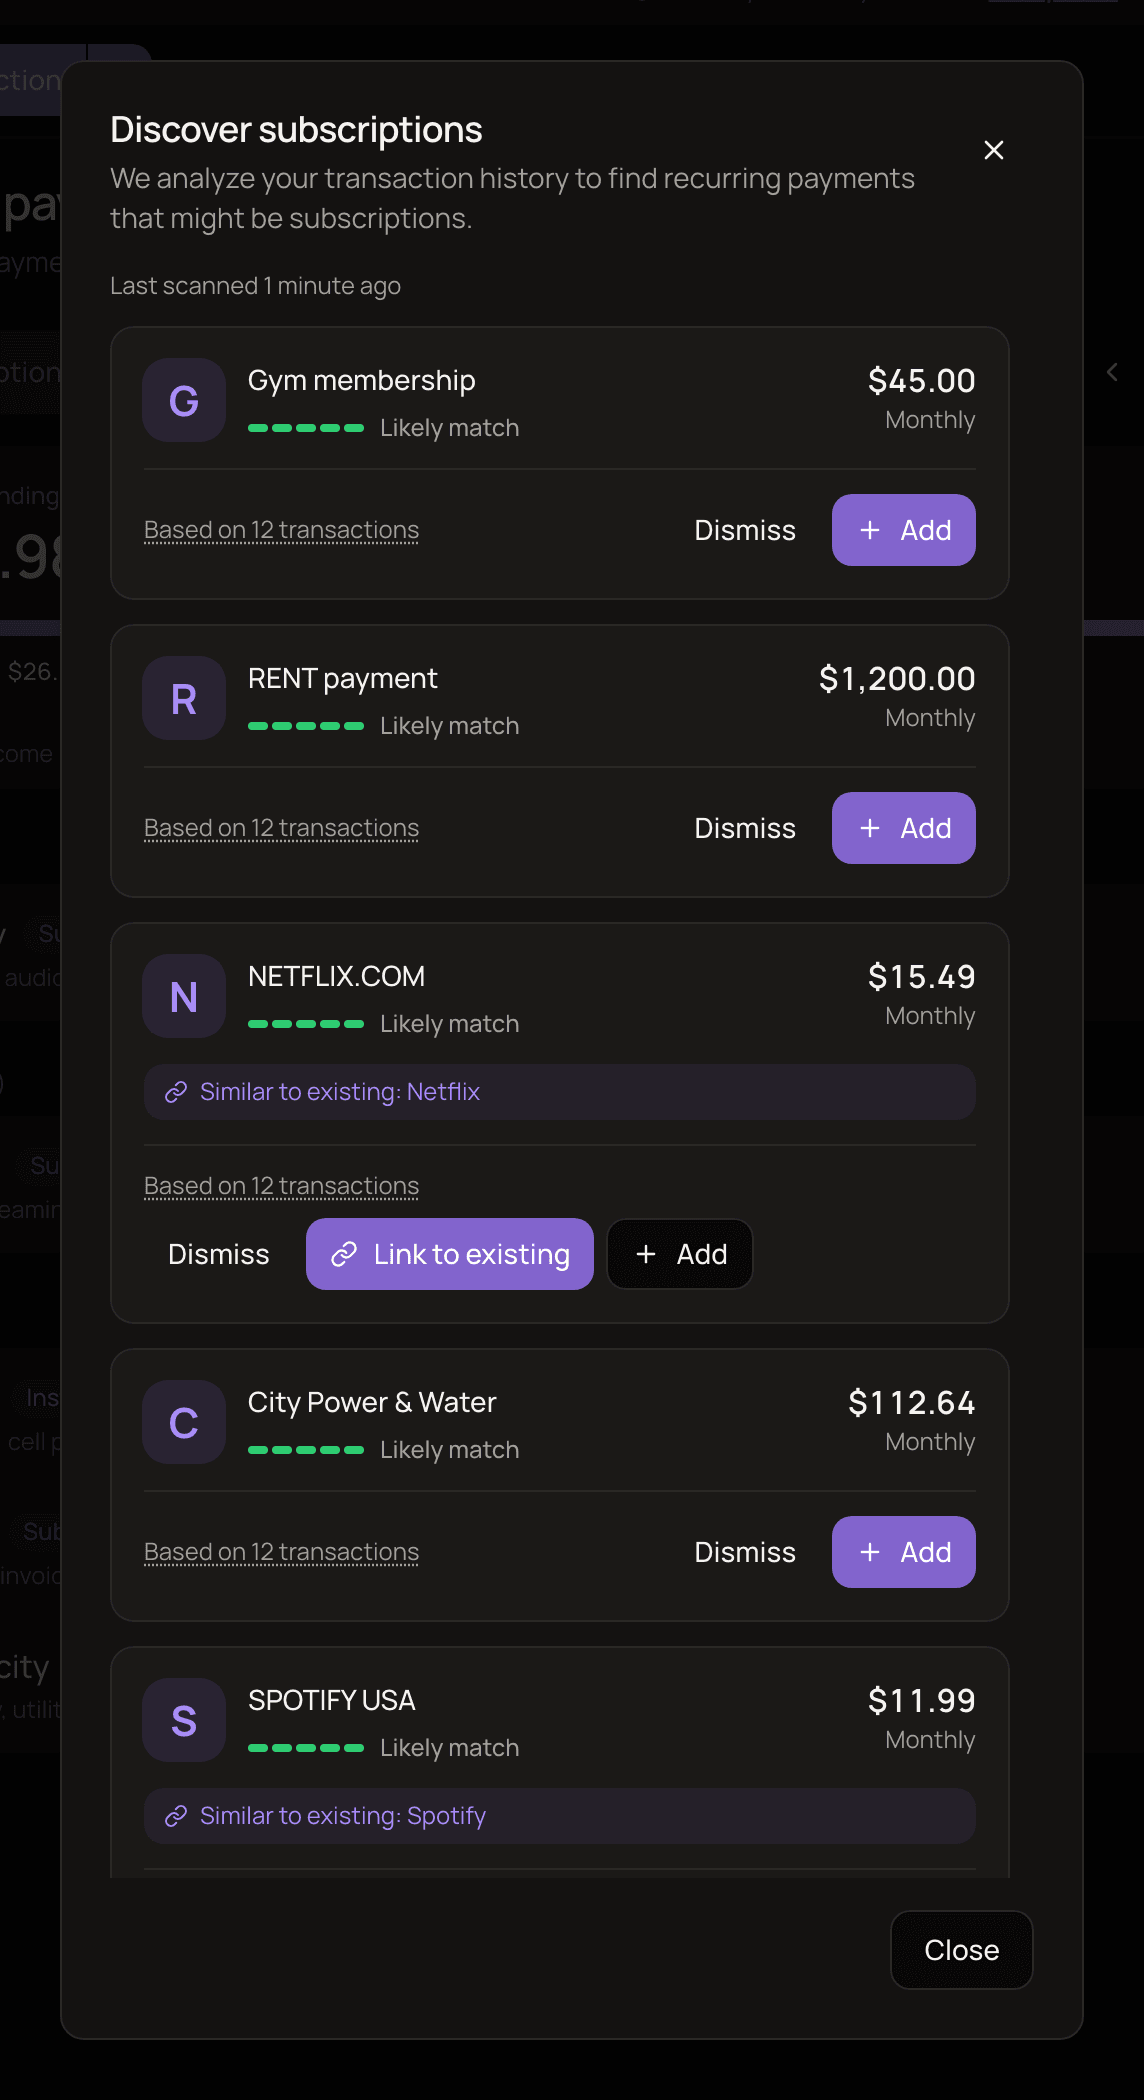 Discover subscriptions
We analyze your transaction history to find recurring payments
that might be subscriptions.
Last scanned 1 minute ago
G
Gym membership
$45.00
Likely match
Monthly
Based on 12 transactions
Dismiss
+ Add
R
RENT payment
$1,200.00
Likely match
Monthly
Based on 12 transactions
Dismiss
+ Add
N
NETFLIX.COM
$15.49
Likely match
Monthly
Similar to existing: Netflix
Based on 12 transactions
Dismiss
Link to existing
+ Add
C
City Power & Water
$112.64
Likely match
Monthly
Based on 12 transactions
Dismiss
+ Add
S
SPOTIFY USA
$11.99
Likely match
Monthly
Similar to existing: Spotify
Close